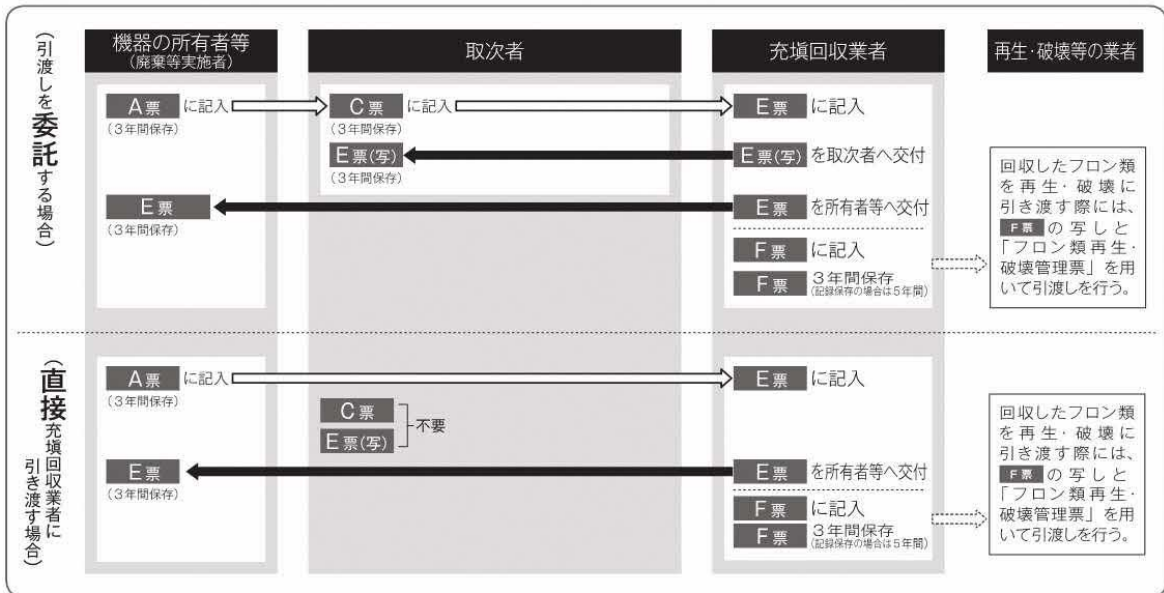 (引渡しを委託する場合)
機器の所有者等
(廃棄等実施者)
取次者
充塡回収業者
再生・破壊等の業者
A票 に記入
(3年間保存)
C票 に記入
(3年間保存)
E票 に記入
E票(写)
(3年間保存)
E票(写) を取次者へ交付
E票
(3年間保存)
E票 を所有者等へ交付
F票 に記入
F票 3年間保存
(記録保存の場合は5年間)
回収したフロン類
を再生・破壊に
引き渡す際には、
F票 の写しと
「フロン類再生・
破壊管理票」を用
いて引渡しを行う。
(直接充塡回収業者に
引き渡す場合)
A票 に記入
(3年間保存)
E票 に記入
C票
E票(写)
不要
E票
(3年間保存)
E票 を所有者等へ交付
F票 に記入
F票 3年間保存
(記録保存の場合は5年間)
回収したフロン類
を再生・破壊に
引き渡す際には、
F票 の写しと
「フロン類再生・
破壊管理票」を用
いて引渡しを行う。